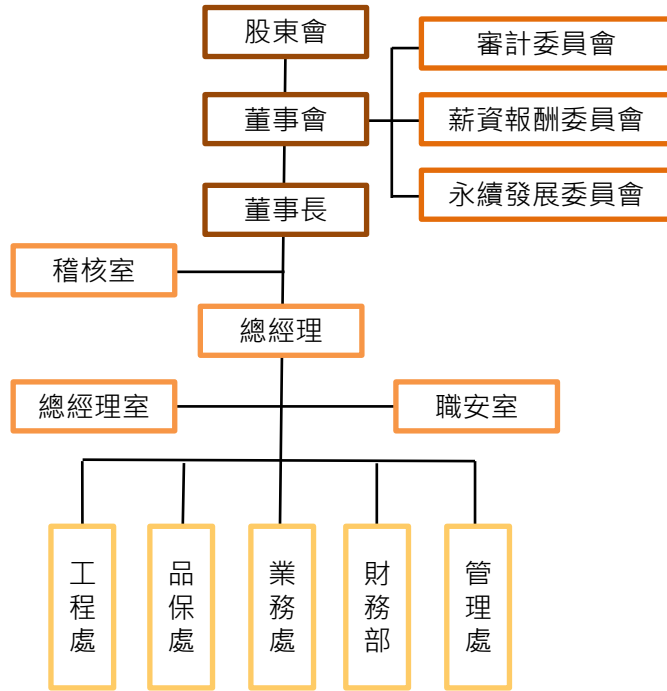 股東會
審計委員會
董事會
薪資報酬委員會
董事長
永續發展委員會
稽核室
總經理
總經理室
職安室
工程處
品保處
業務處
財務部
管理處